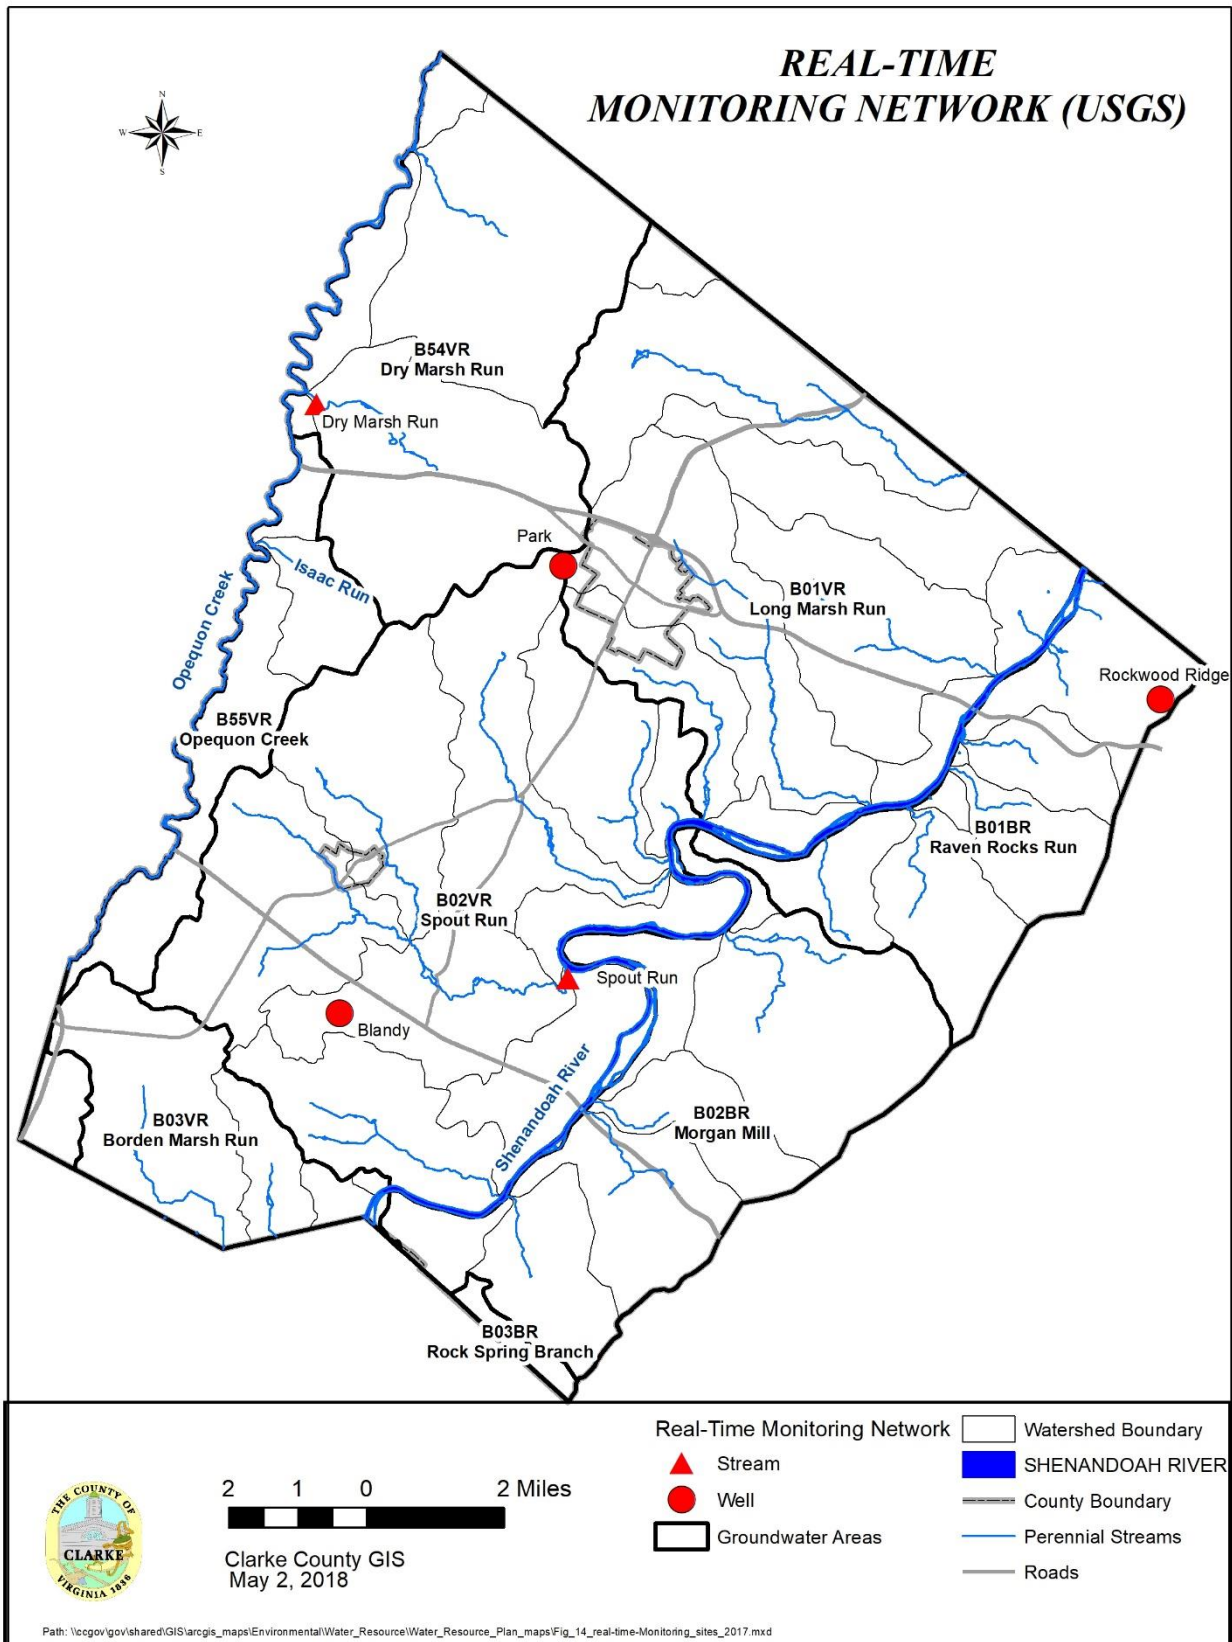 REAL-TIME
MONITORING NETWORK (USGS)
N
W
E
S
B54VR
Dry Marsh Run
Dry Marsh Run
Park
Isaac Run
Opequon Creek
B01VR
Long Marsh Run
Rockwood Ridge
B55VR
Opequon Creek
B01BR
Raven Rocks Run
B02VR
Spout Run
Spout Run
Blandy
Shenandoah River
B03VR
Borden Marsh Run
B02BR
Morgan Mill
B03BR
Rock Spring Branch
THE COUNTY OF
CLARKE
VIRGINIA 1836
2 1 0 2 Miles
Clarke County GIS
May 2, 2018
Real-Time Monitoring Network
Stream
Well
Groundwater Areas
Watershed Boundary
SHENANDOAH RIVER
County Boundary
Perennial Streams
Roads
Path: \\ccgov\gov\shared\GIS\arcgis_maps\Environmental\Water_Resource\Water_Resource_Plan_maps\Fig_14_real-time-Monitoring_sites_2017.mxd